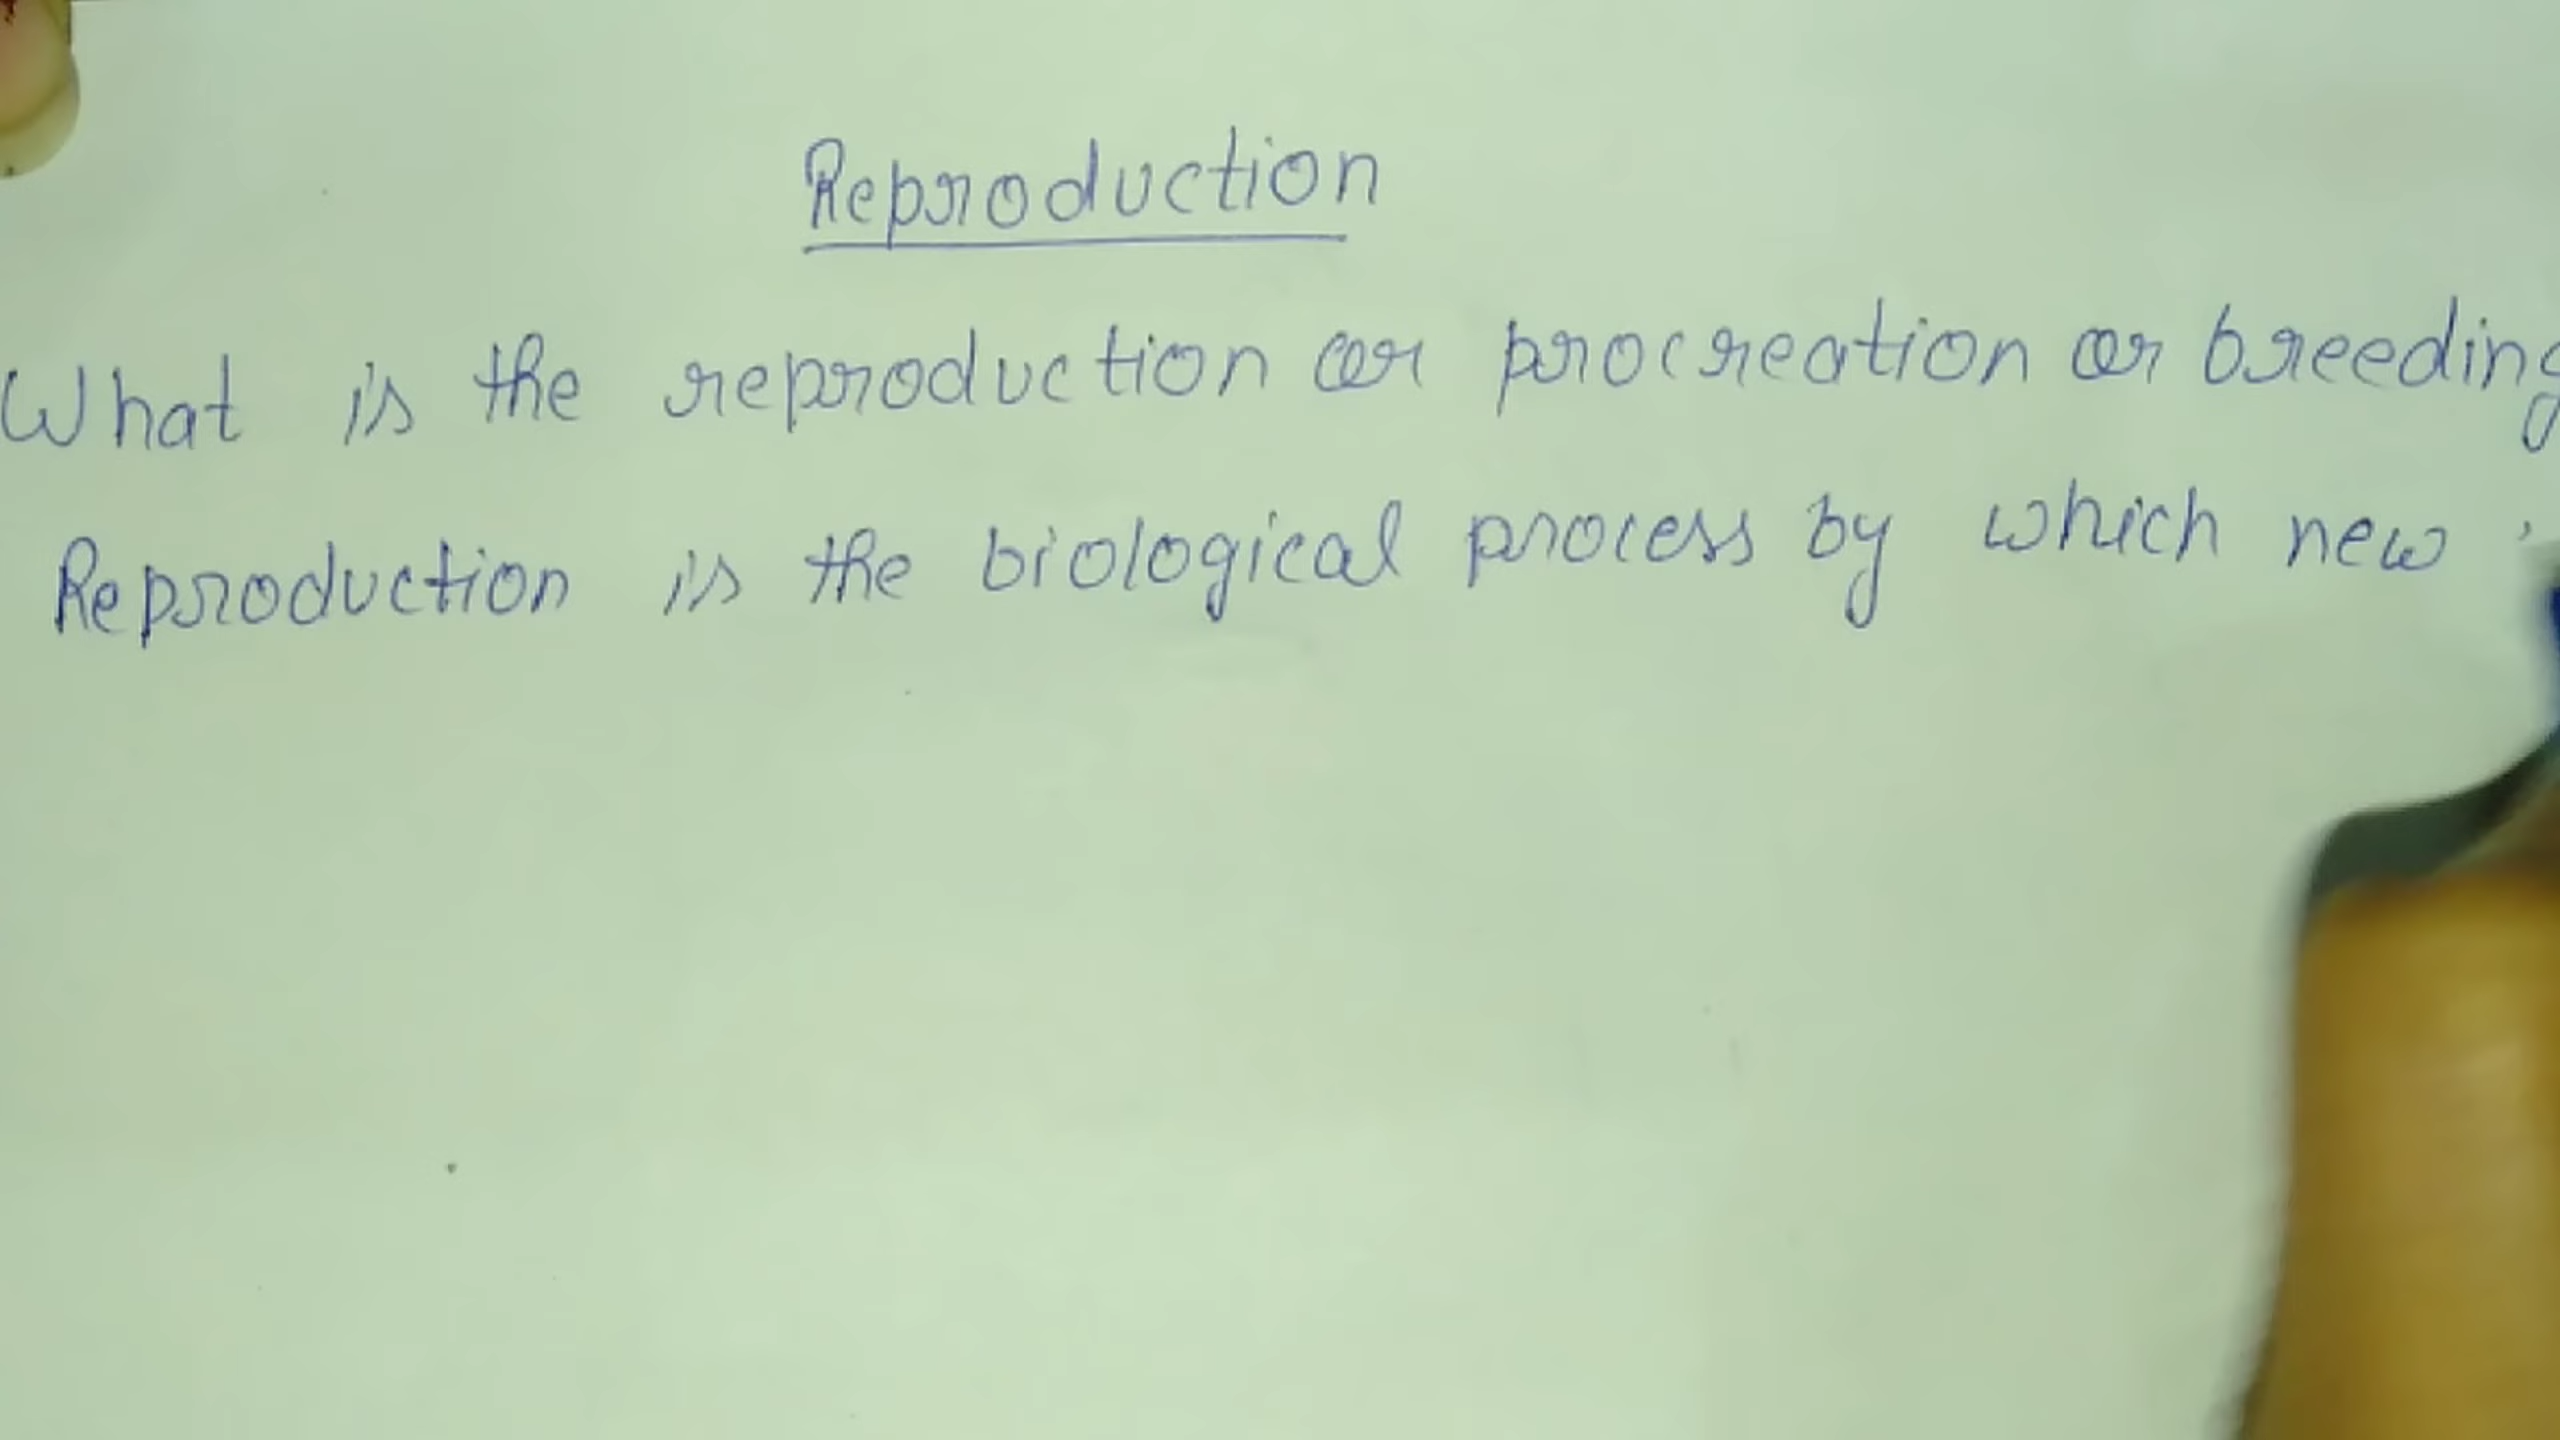 Reproduction
What is the reproduction or procreation or breeding
Reproduction is the biological process by which new